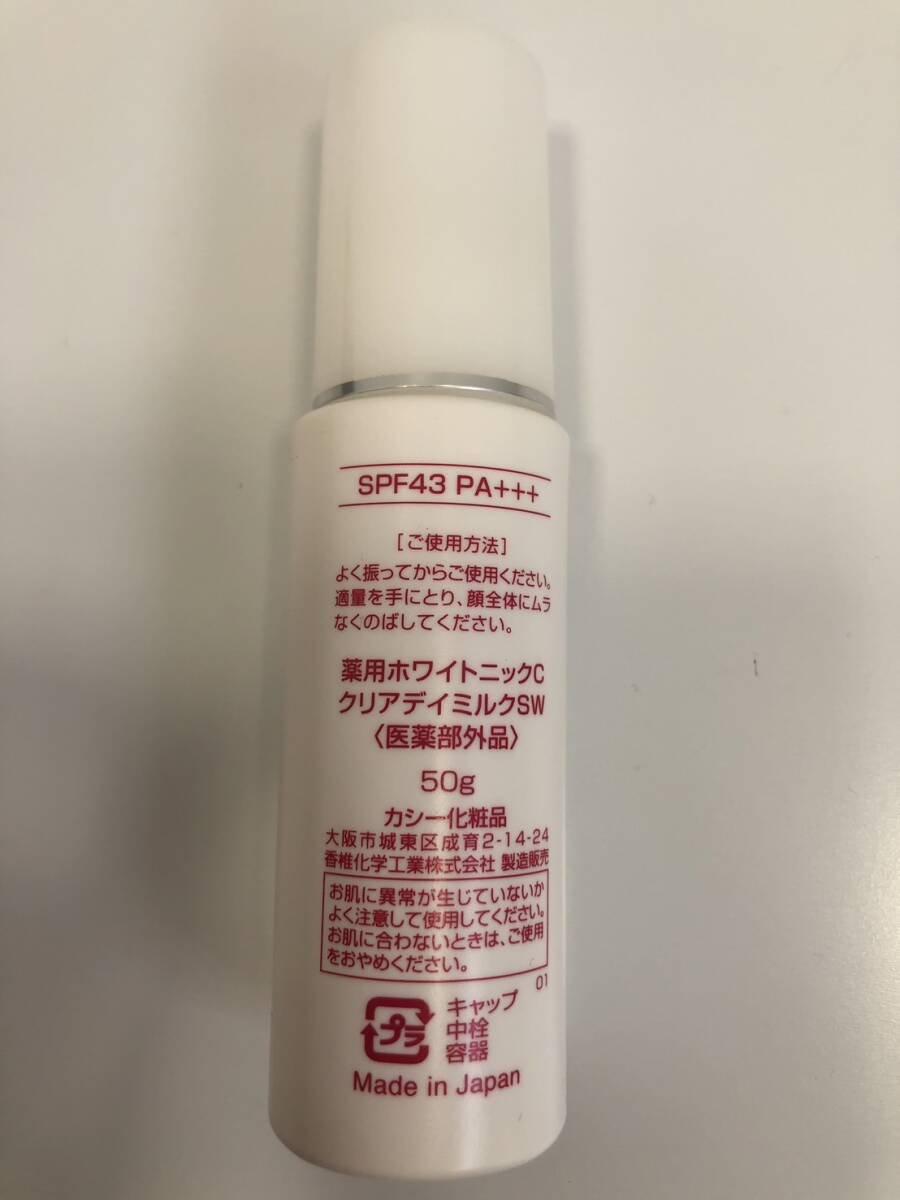 SPF43 PA+++
[ご使用方法]
よく振ってからご使用ください。
適量を手にとり、顔全体にムラ
なくのばしてください。
薬用ホワイトニックC
クリアデイミルクSW
〈医薬部外品〉
50g
カシー化粧品
大阪市城東区成育2-14-24
香椎化学工業株式会社 製造販売
お肌に異常が生じていないか
よく注意して使用してください。
お肌に合わないときは、ご使用
をおやめください。
01
プラ
キャップ
中栓
容器
Made in Japan